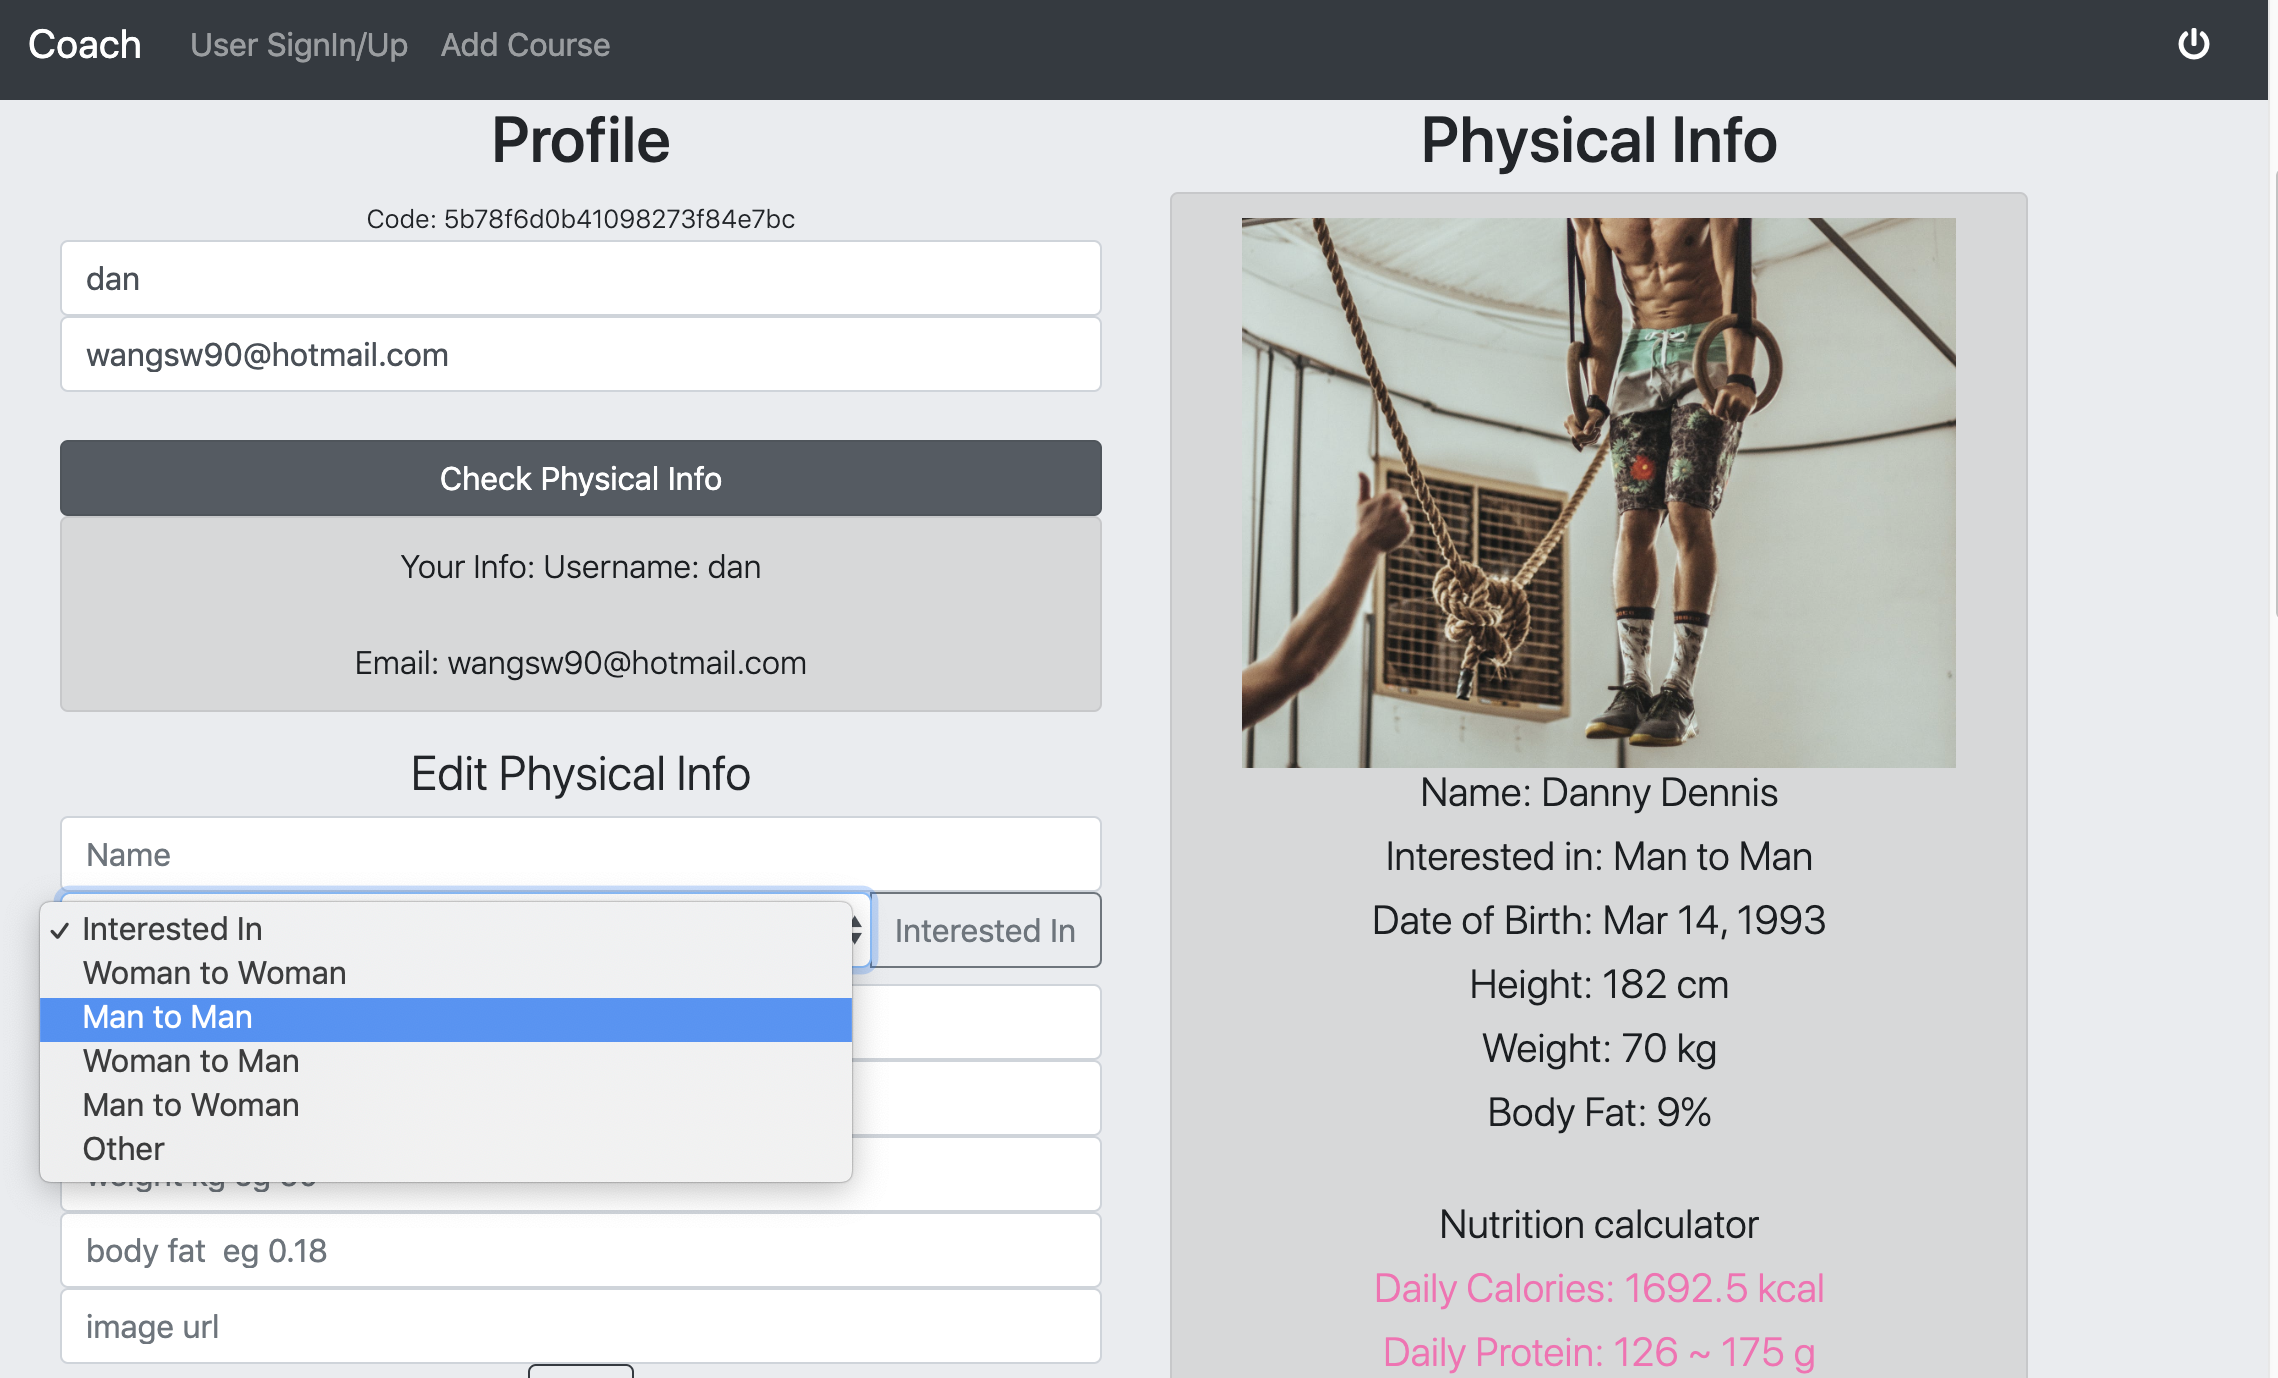 Coach User SignIn/Up Add Course
Profile
Code: 5b78f6d0b41098273f84e7bc
dan
wangsw90@hotmail.com
Check Physical Info
Your Info: Username: dan
Email: wangsw90@hotmail.com
Edit Physical Info
Name
Interested In
✓ Interested In
Woman to Woman
Man to Man
Woman to Man
Man to Woman
Other
body fat eg 0.18
image url
Physical Info
Name: Danny Dennis
Interested in: Man to Man
Date of Birth: Mar 14, 1993
Height: 182 cm
Weight: 70 kg
Body Fat: 9%
Nutrition calculator
Daily Calories: 1692.5 kcal
Daily Protein: 126 ~ 175 g